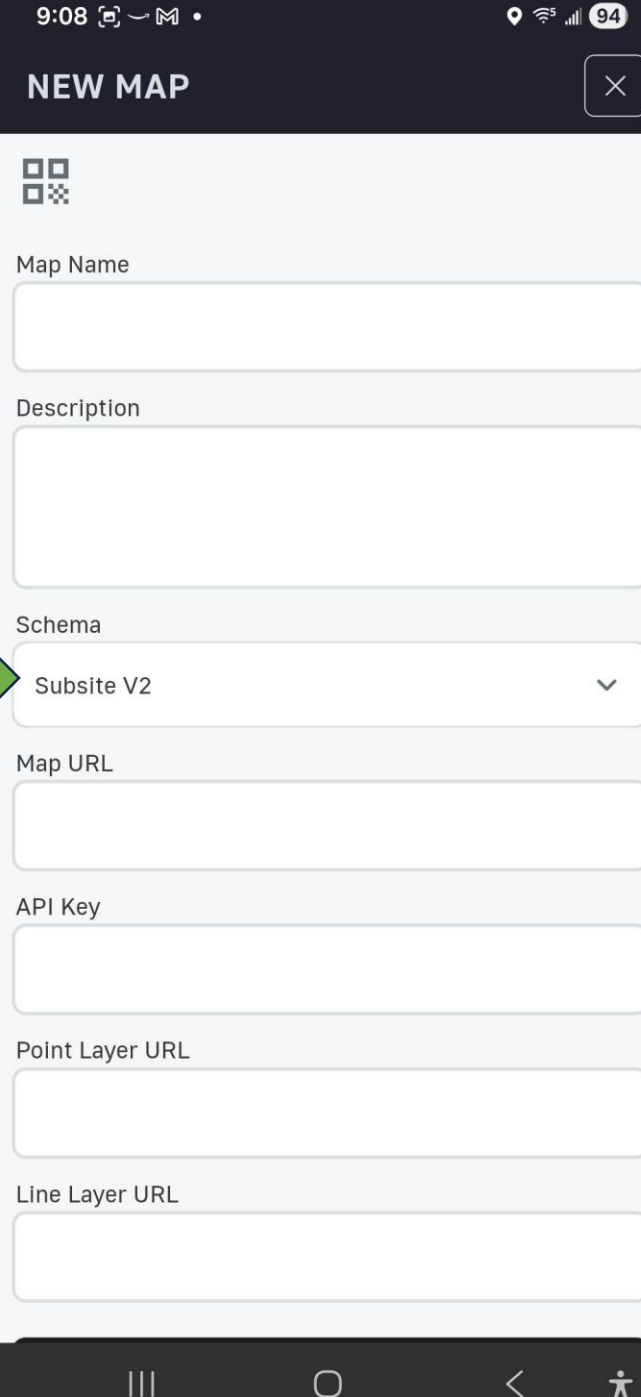 9:08
94
NEW MAP
Map Name
Description
Schema
Subsite V2
Map URL
API Key
Point Layer URL
Line Layer URL